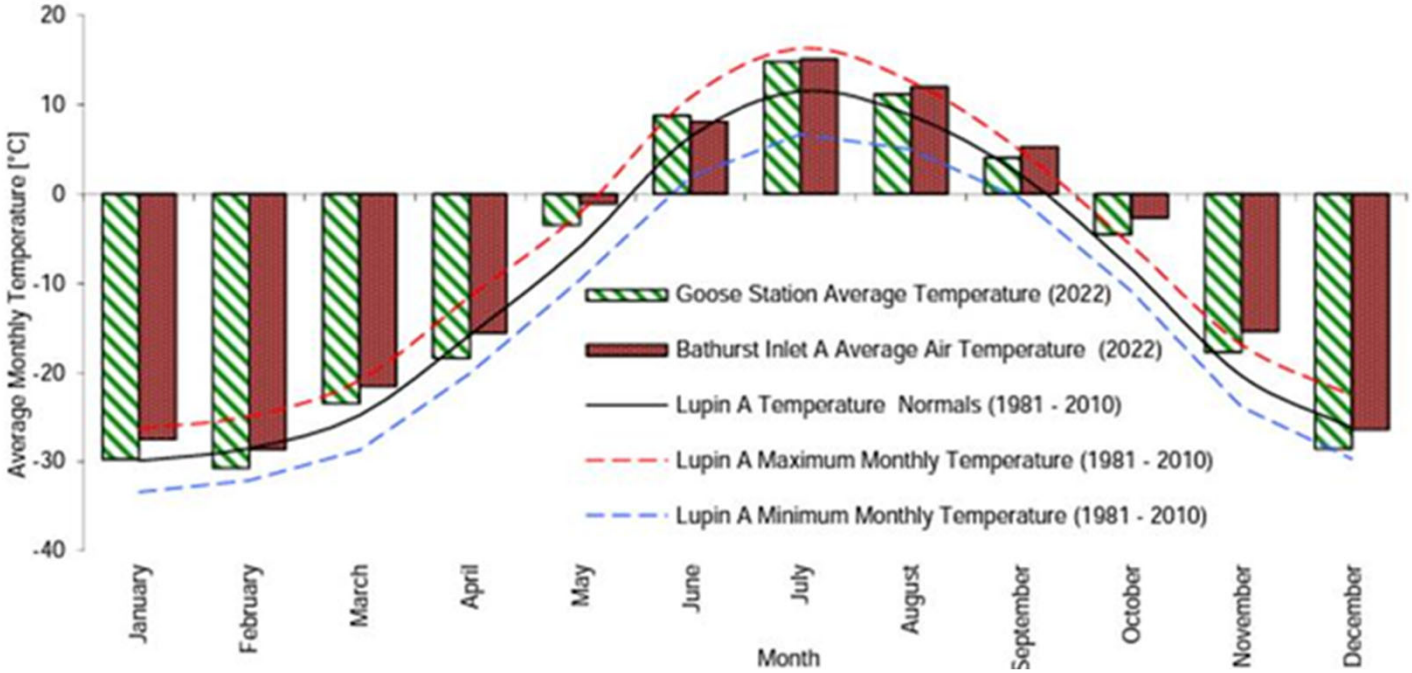 Average Monthly Temperature [°C]
20
10
0
-10
-20
-30
-40
Goose Station Average Temperature (2022)
Bathurst Inlet A Average Air Temperature (2022)
Lupin A Temperature Normals (1981 - 2010)
Lupin A Maximum Monthly Temperature (1981 - 2010)
Lupin A Minimum Monthly Temperature (1981 - 2010)
January
February
March
April
May
June
July
August
September
October
November
December
Month